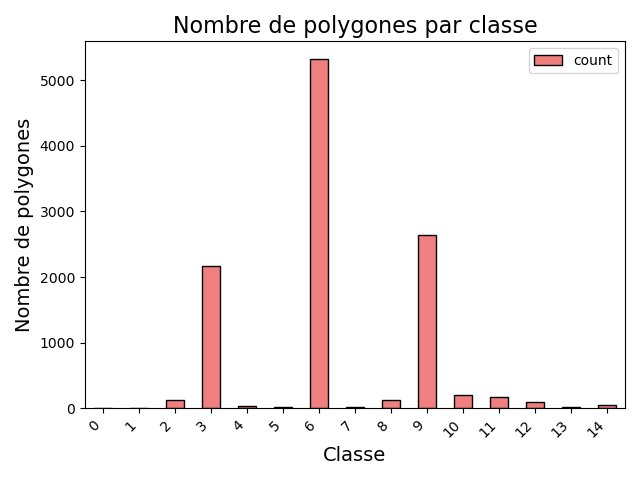 Nombre de polygones par classe
count
Nombre de polygones
5000
4000
3000
2000
1000
0
0 1 2 3 4 5 6 7 8 9 10 11 12 13 14
Classe